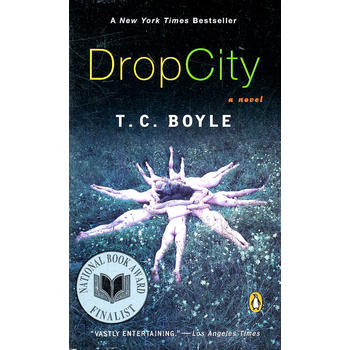 A New York Times Bestseller
DropCity
a novel
T. C. BOYLE
NATIONAL BOOK AWARD
FINALIST
"VASTLY ENTERTAINING." —Los Angeles Times